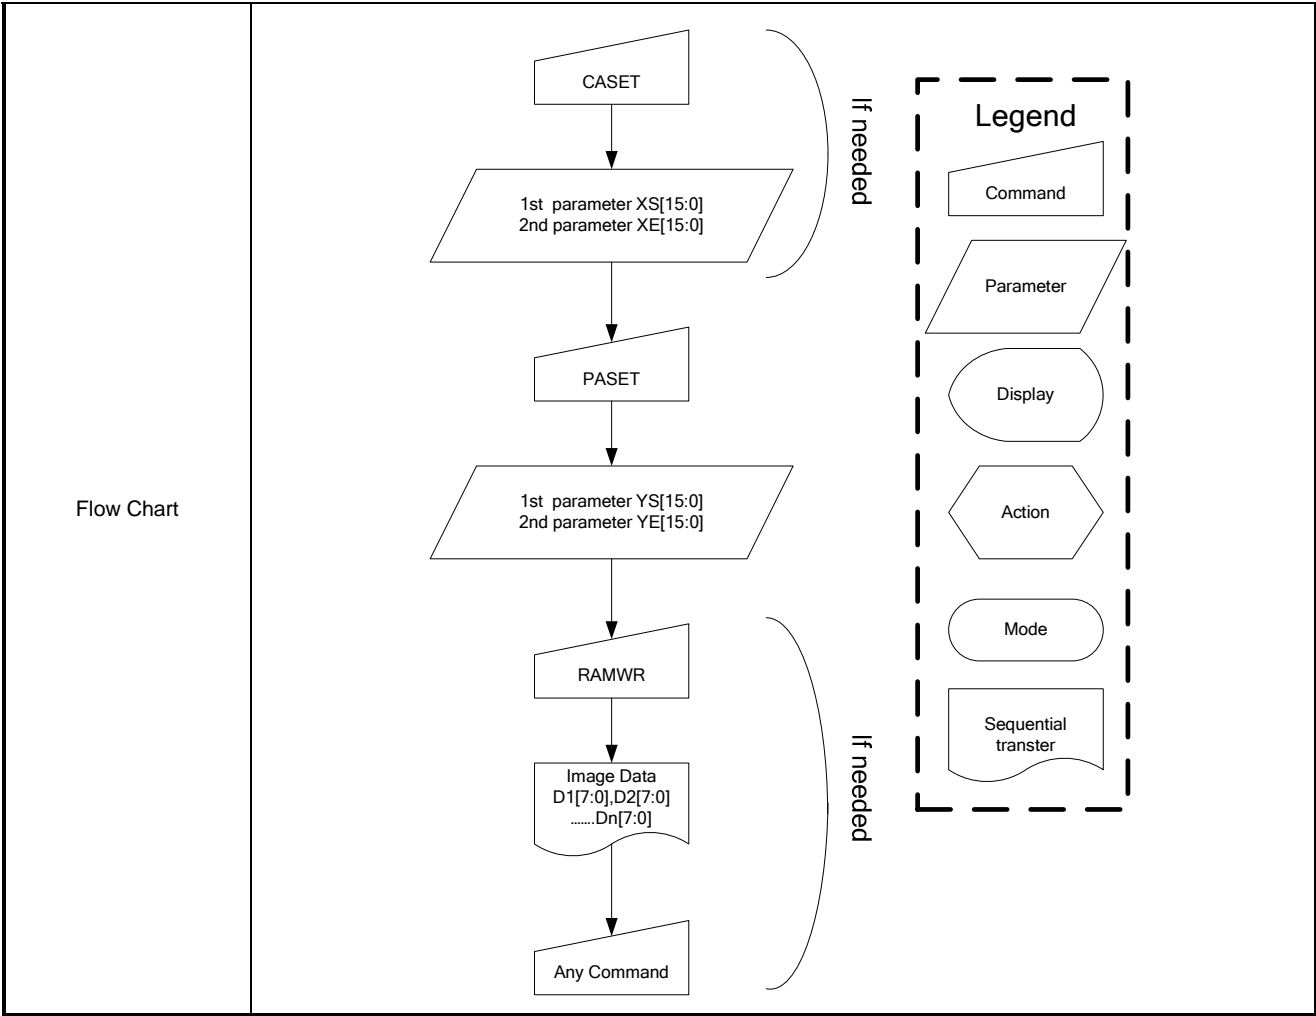 Flow Chart
CASET
1st parameter XS[15:0]
2nd parameter XE[15:0]
If needed
PASET
1st parameter YS[15:0]
2nd parameter YE[15:0]
RAMWR
Image Data
D1[7:0],D2[7:0]
.......Dn[7:0]
Any Command
If needed
Legend
Command
Parameter
Display
Action
Mode
Sequential
transter